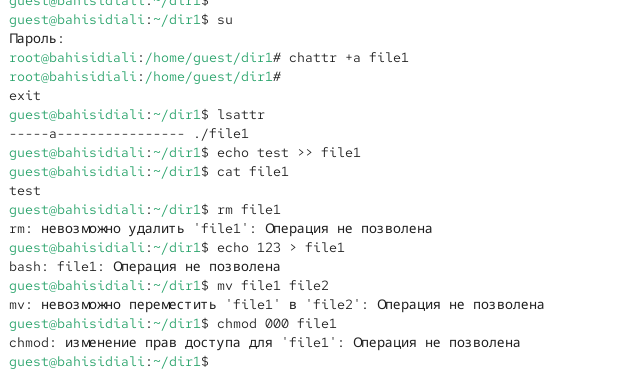 guest@bahisidiali:~/dir1$
guest@bahisidiali:~/dir1$ su
Пароль:
root@bahisidiali:/home/guest/dir1# chattr +a file1
root@bahisidiali:/home/guest/dir1#
exit
guest@bahisidiali:~/dir1$ lsattr
-----a---------------- ./file1
guest@bahisidiali:~/dir1$ echo test >> file1
guest@bahisidiali:~/dir1$ cat file1
test
guest@bahisidiali:~/dir1$ rm file1
rm: невозможно удалить 'file1': Операция не позволена
guest@bahisidiali:~/dir1$ echo 123 > file1
bash: file1: Операция не позволена
guest@bahisidiali:~/dir1$ mv file1 file2
mv: невозможно переместить 'file1' в 'file2': Операция не позволена
guest@bahisidiali:~/dir1$ chmod 000 file1
chmod: изменение прав доступа для 'file1': Операция не позволена
guest@bahisidiali:~/dir1$